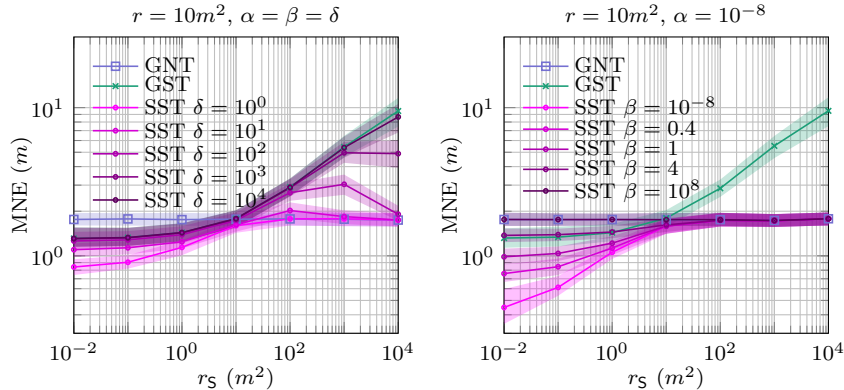 r = 10m², α = β = δ
MNE (m)
10¹
10⁰
GNT
GST
SST δ = 10⁰
SST δ = 10¹
SST δ = 10²
SST δ = 10³
SST δ = 10⁴
10⁻² 10⁰ 10² 10⁴
r_S (m²)
r = 10m², α = 10⁻⁸
MNE (m)
10¹
10⁰
GNT
GST
SST β = 10⁻⁸
SST β = 0.4
SST β = 1
SST β = 4
SST β = 10⁸
10⁻² 10⁰ 10² 10⁴
r_S (m²)